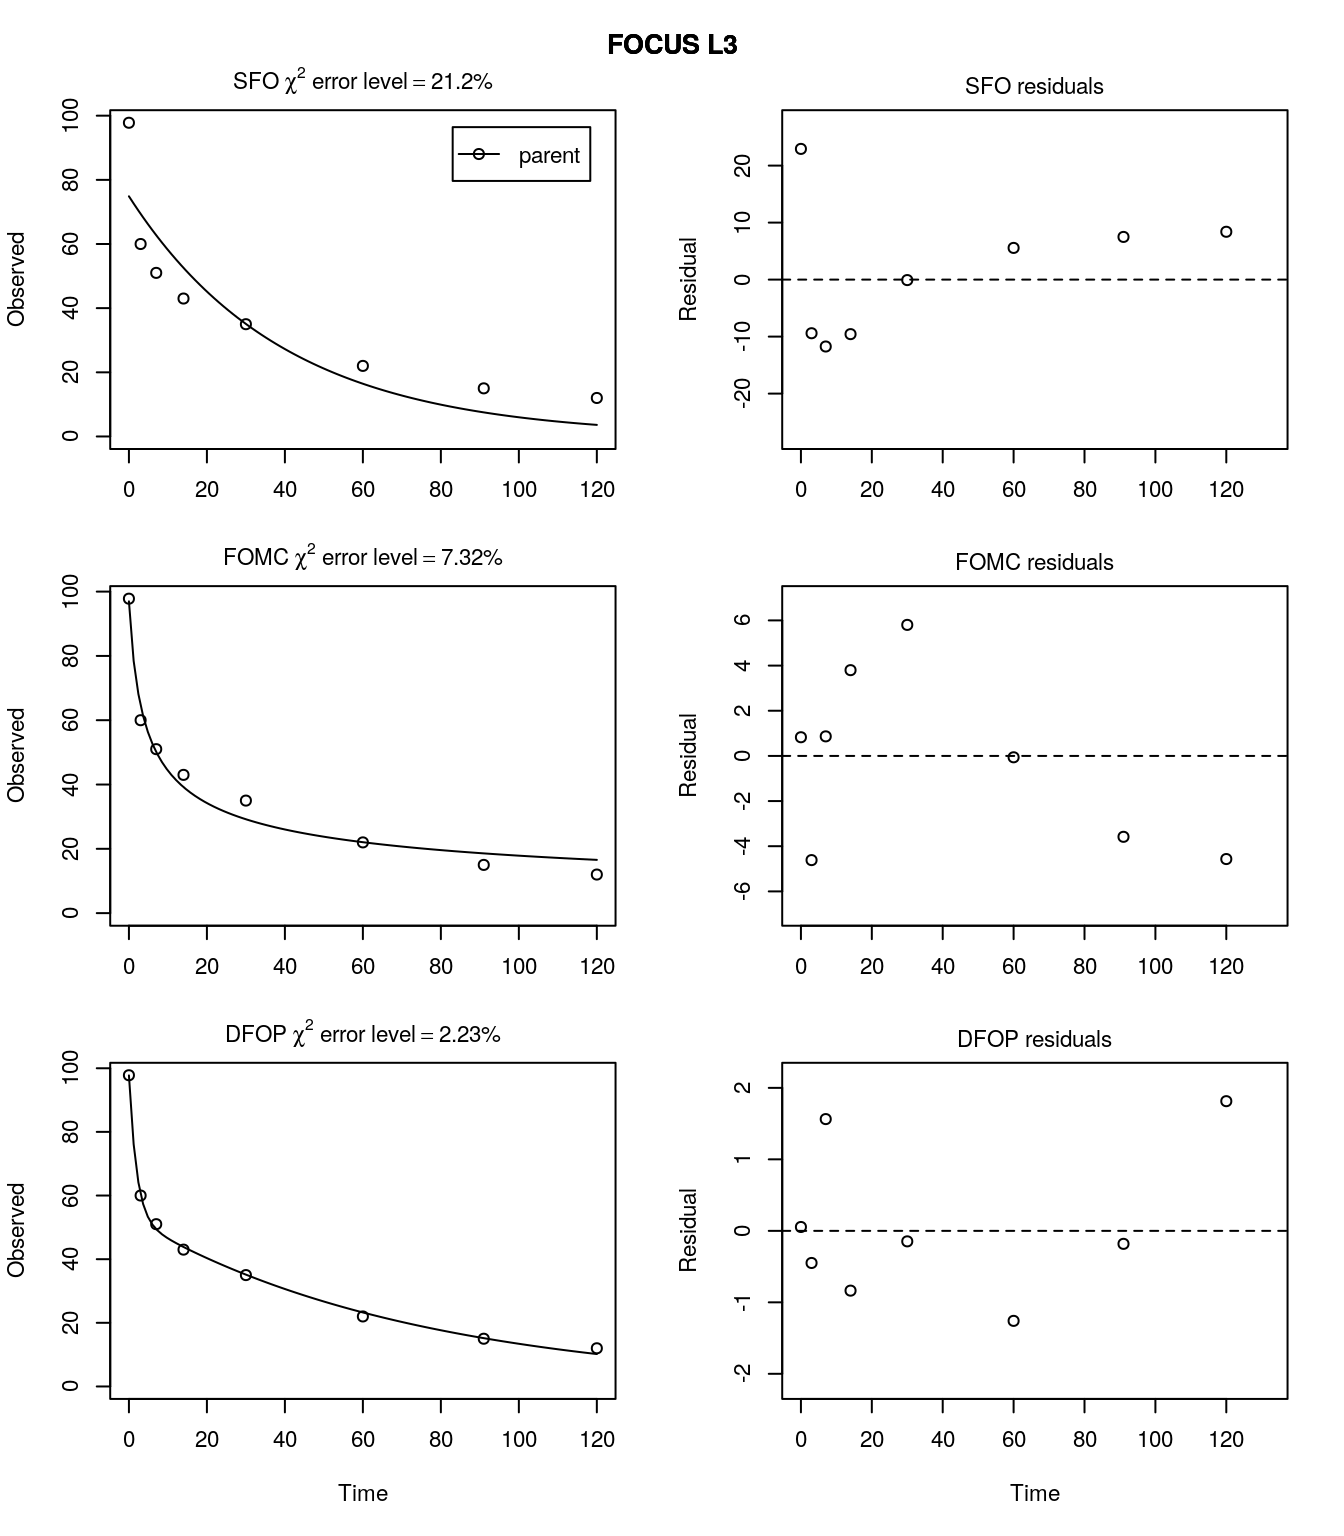 FOCUS L3
SFO χ² error level = 21.2%
Observed
100
80
60
40
20
0
parent
0 20 40 60 80 100 120
SFO residuals
Residual
20
10
0
-10
-20
0 20 40 60 80 100 120
FOMC χ² error level = 7.32%
Observed
100
80
60
40
20
0
0 20 40 60 80 100 120
FOMC residuals
Residual
6
4
2
0
-2
-4
-6
0 20 40 60 80 100 120
DFOP χ² error level = 2.23%
Observed
100
80
60
40
20
0
0 20 40 60 80 100 120
Time
DFOP residuals
Residual
2
1
0
-1
-2
0 20 40 60 80 100 120
Time